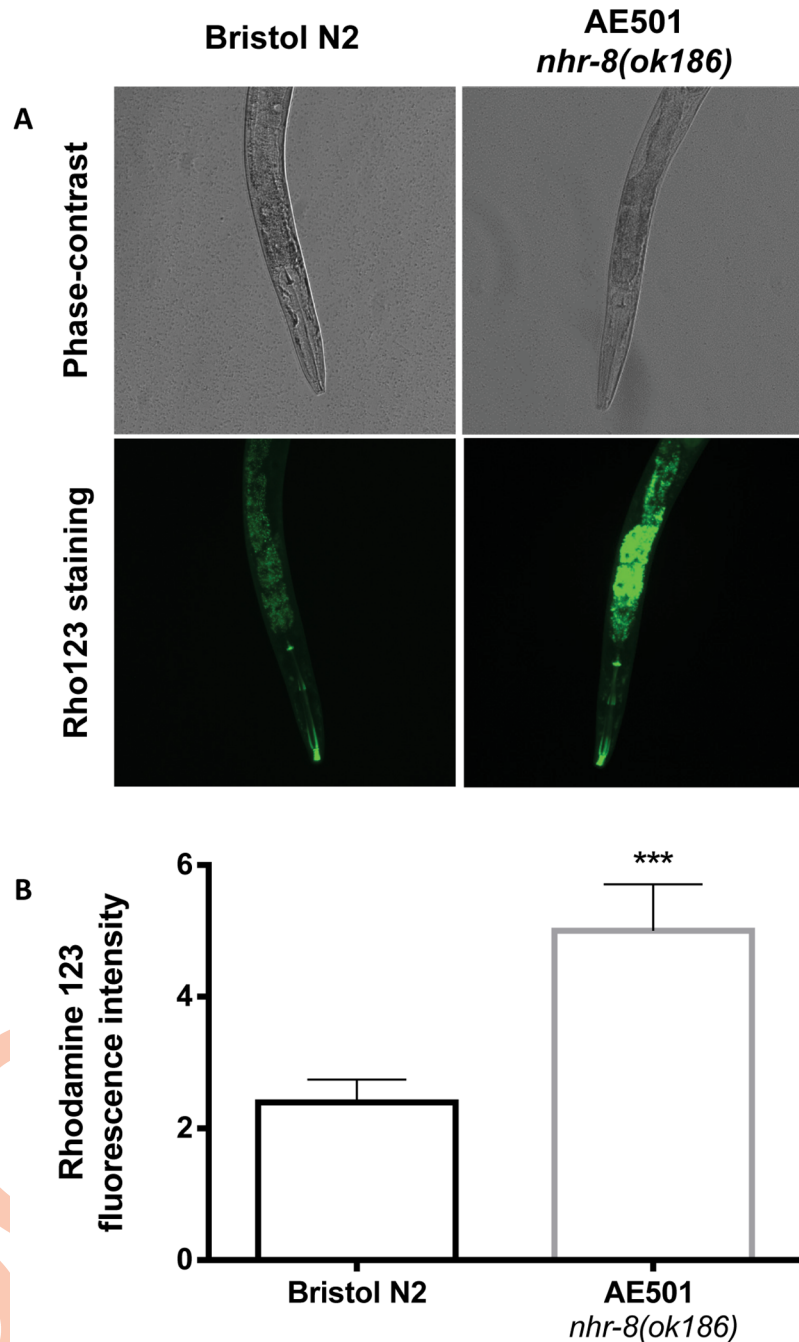 Bristol N2
AE501
nhr-8(ok186)
A
Phase-contrast
Rho123 staining
B
Rhodamine 123
fluorescence intensity
6
4
2
0
***
Bristol N2
AE501
nhr-8(ok186)